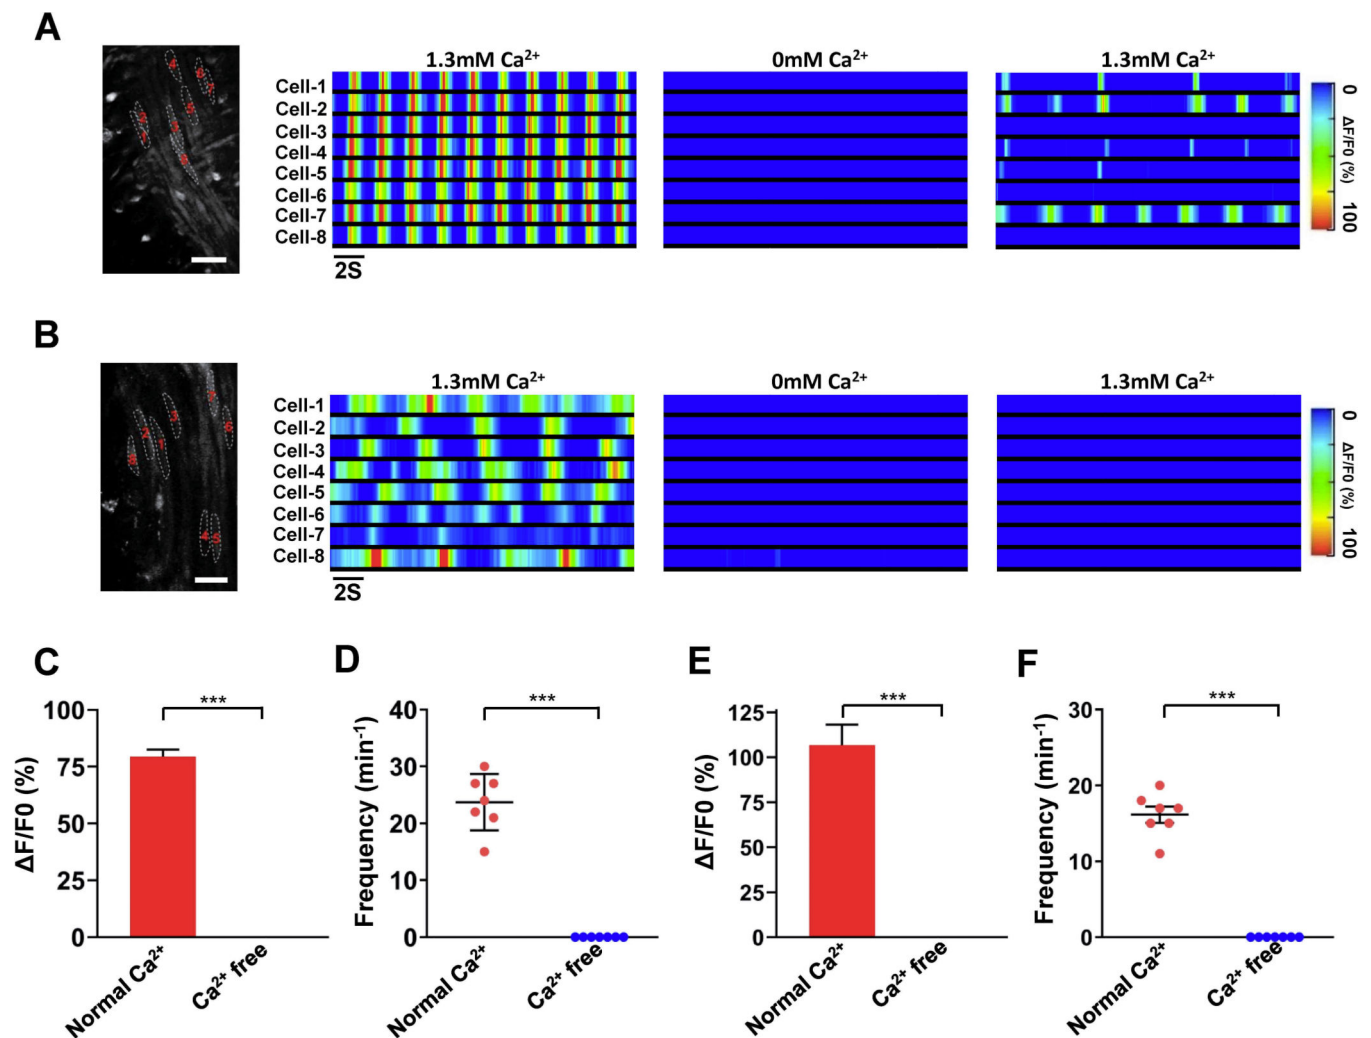 A
1.3mM Ca²⁺
0mM Ca²⁺
1.3mM Ca²⁺
Cell-1
Cell-2
Cell-3
Cell-4
Cell-5
Cell-6
Cell-7
Cell-8
2S
0
ΔF/F0 (%)
100
B
1.3mM Ca²⁺
0mM Ca²⁺
1.3mM Ca²⁺
Cell-1
Cell-2
Cell-3
Cell-4
Cell-5
Cell-6
Cell-7
Cell-8
2S
0
ΔF/F0 (%)
100
C
ΔF/F0 (%)
100
75
50
25
0
***
Normal Ca²⁺
Ca²⁺ free
D
Frequency (min⁻¹)
40
30
20
10
0
***
Normal Ca²⁺
Ca²⁺ free
E
ΔF/F0 (%)
125
100
75
50
25
0
***
Normal Ca²⁺
Ca²⁺ free
F
Frequency (min⁻¹)
30
20
10
0
***
Normal Ca²⁺
Ca²⁺ free